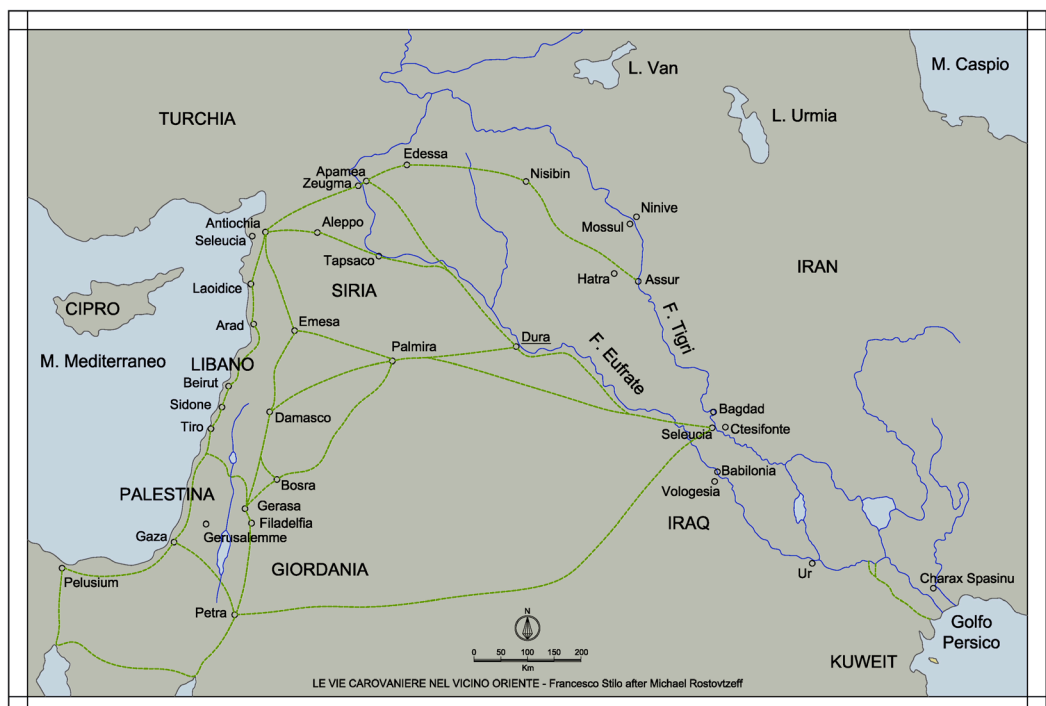 M. Caspio
L. Van
L. Urmia
TURCHIA
Edessa
Apamea
Zeugma
Nisibin
Ninive
Mossul
Antiochia
Seleucia
Aleppo
Tapsaco
Hatra
Assur
IRAN
Laoidice
SIRIA
CIPRO
Arad
Emesa
F. Tigri
Dura
Palmira
F. Eufrate
M. Mediterraneo
LIBANO
Beirut
Sidone
Tiro
Damasco
Bagdad
Seleucia
Ctesifonte
Babilonia
Vologesia
Bosra
PALESTINA
Gerasa
Filadelfia
Gerusalemme
IRAQ
Gaza
Pelusium
GIORDANIA
Ur
Charax Spasinu
Petra
Golfo
Persico
KUWEIT
N
0 50 100 150 200
Km
LE VIE CAROVANIERE NEL VICINO ORIENTE - Francesco Stilo after Michael Rostovtzeff